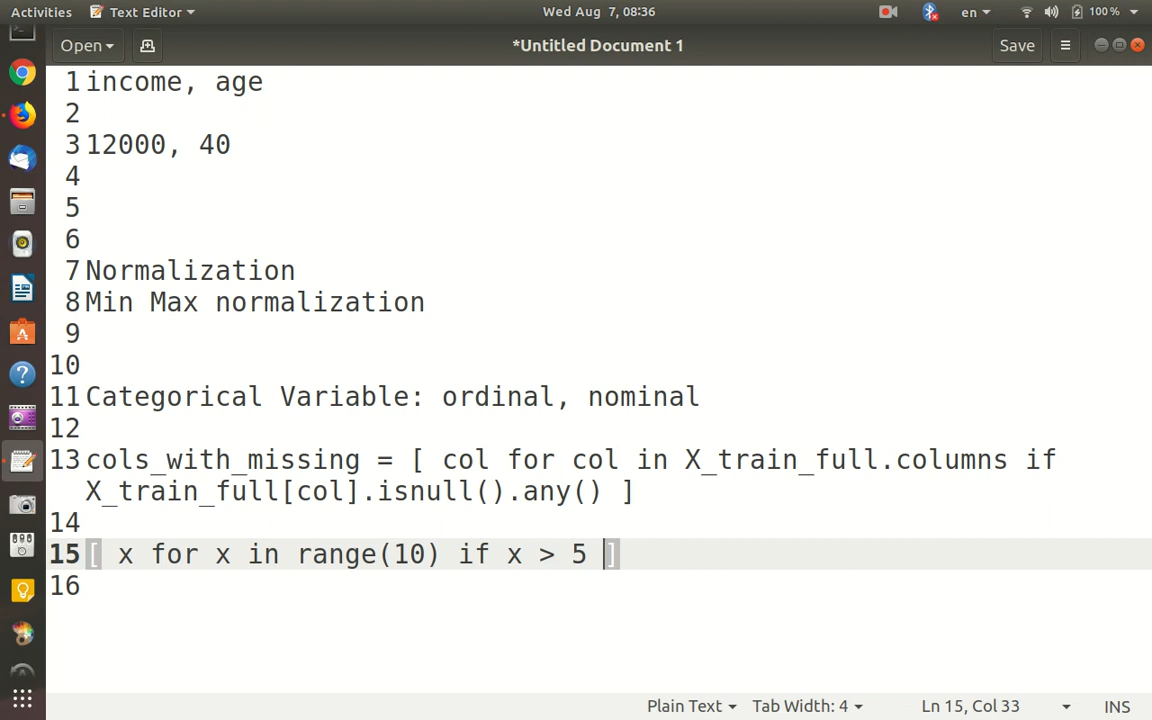 Activities Text Editor Wed Aug 7, 08:36 en 100 %
Open *Untitled Document 1 Save
1 income, age
2
3 12000, 40
4
5
6
7 Normalization
8 Min Max normalization
9
10
11 Categorical Variable: ordinal, nominal
12
13 cols_with_missing = [ col for col in X_train_full.columns if
X_train_full[col].isnull().any() ]
14
15 [ x for x in range(10) if x > 5 ]
16
Plain Text Tab Width: 4 Ln 15, Col 33 INS